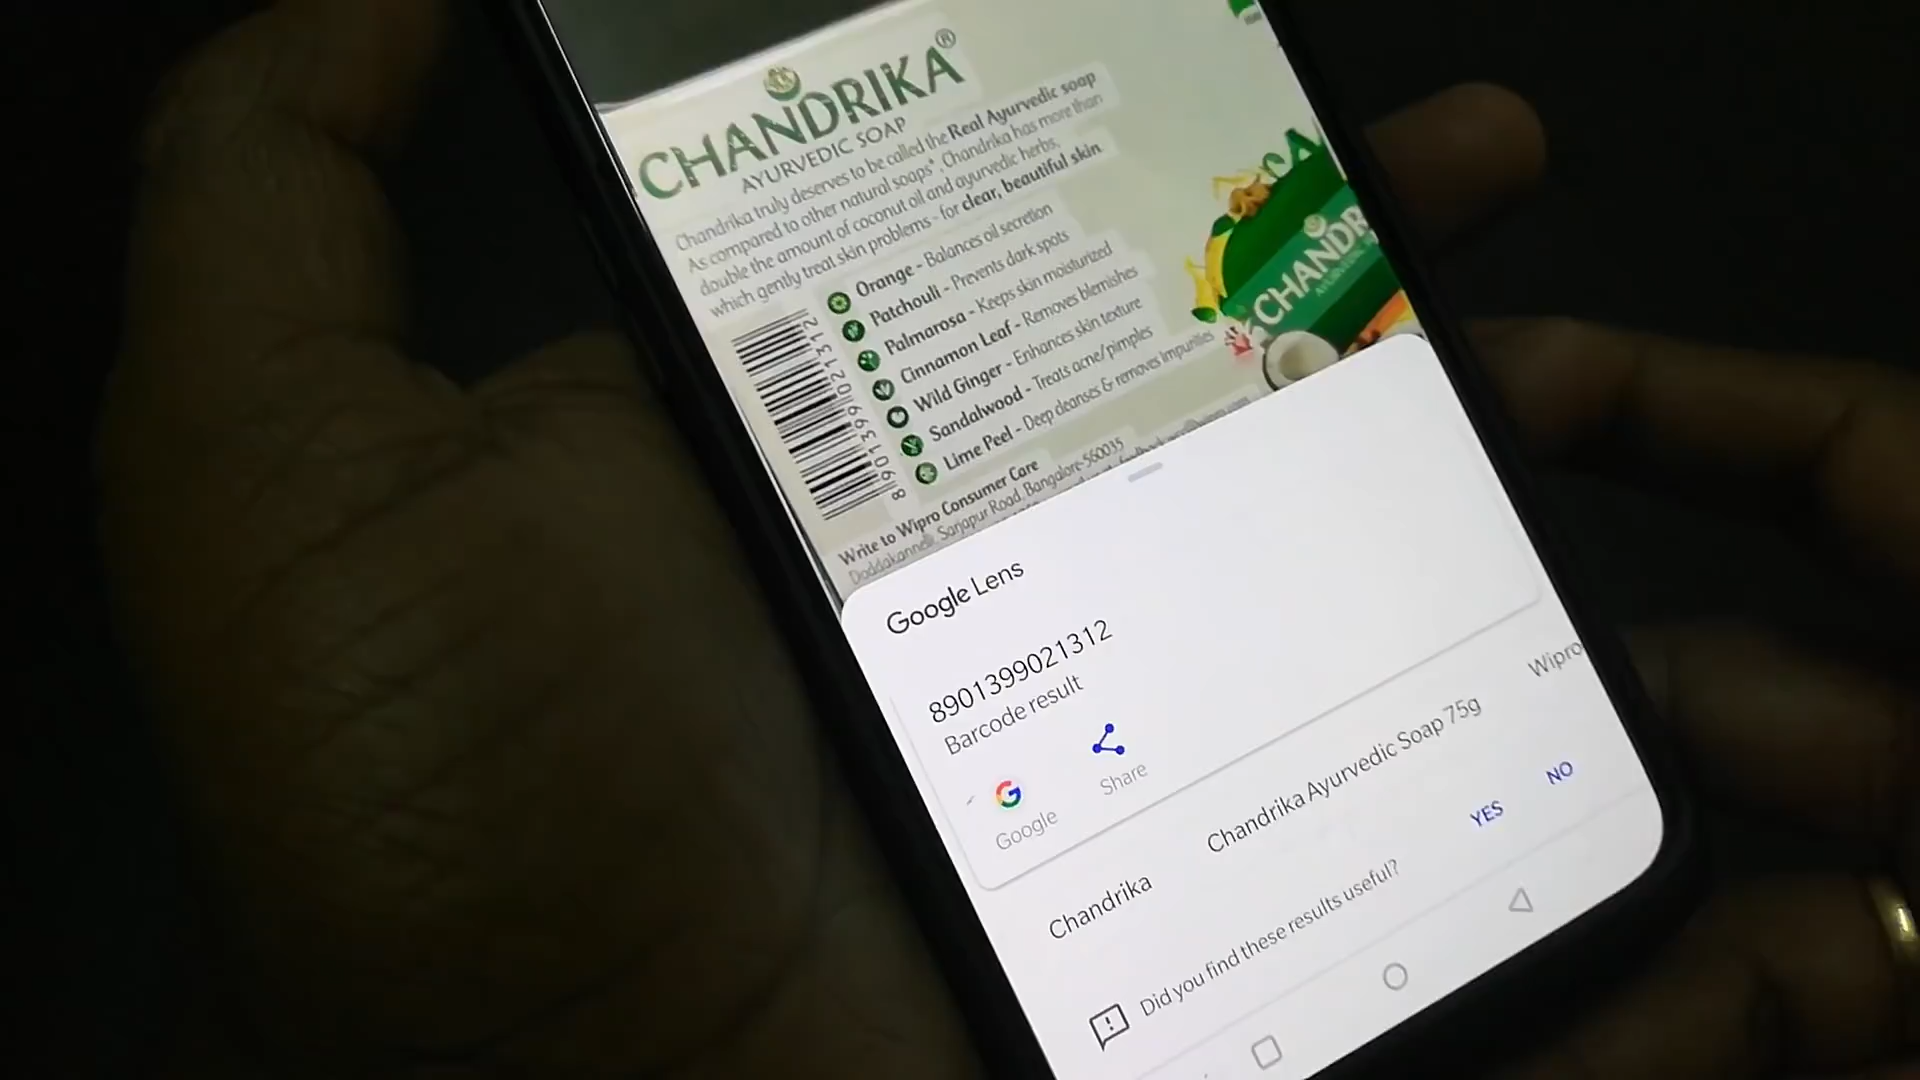 CHANDRIKA®
AYURVEDIC SOAP
Chandrika truly deserves to be called the Real Ayurvedic soap
As compared to other natural soaps*, Chandrika has more than
double the amount of coconut oil and ayurvedic herbs,
which gently treat skin problems - for clear, beautiful skin
Orange - Balances oil secretion
Patchouli - Prevents dark spots
Palmarosa - Keeps skin moisturized
Cinnamon Leaf - Removes blemishes
Wild Ginger - Enhances skin texture
Sandalwood - Treats acne/pimples
Lime Peel - Deep cleanses & removes impurities
8901399021312
Write to Wipro Consumer Care
Doddakannelli, Sarjapur Road, Bangalore-560035
CHANDR
Google Lens
8901399021312
Barcode result
Google
Share
Chandrika
Chandrika Ayurvedic Soap 75g
Wipro
Did you find these results useful?
YES
NO